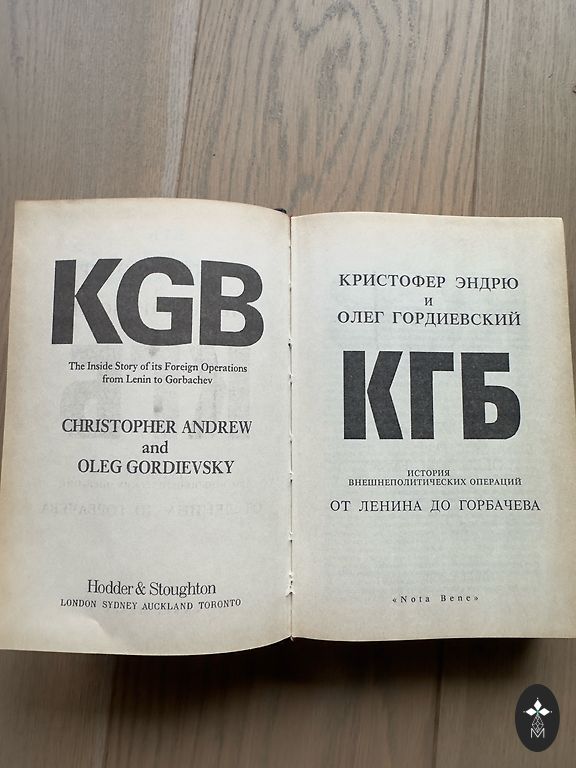 KGB
The Inside Story of its Foreign Operations
from Lenin to Gorbachev
CHRISTOPHER ANDREW
and
OLEG GORDIEVSKY
Hodder & Stoughton
LONDON SYDNEY AUCKLAND TORONTO
КРИСТОФЕР ЭНДРЮ
И
ОЛЕГ ГОРДИЕВСКИЙ
КГБ
ИСТОРИЯ
ВНЕШНЕПОЛИТИЧЕСКИХ ОПЕРАЦИЙ
ОТ ЛЕНИНА ДО ГОРБАЧЕВА
«Nota Bene»
M